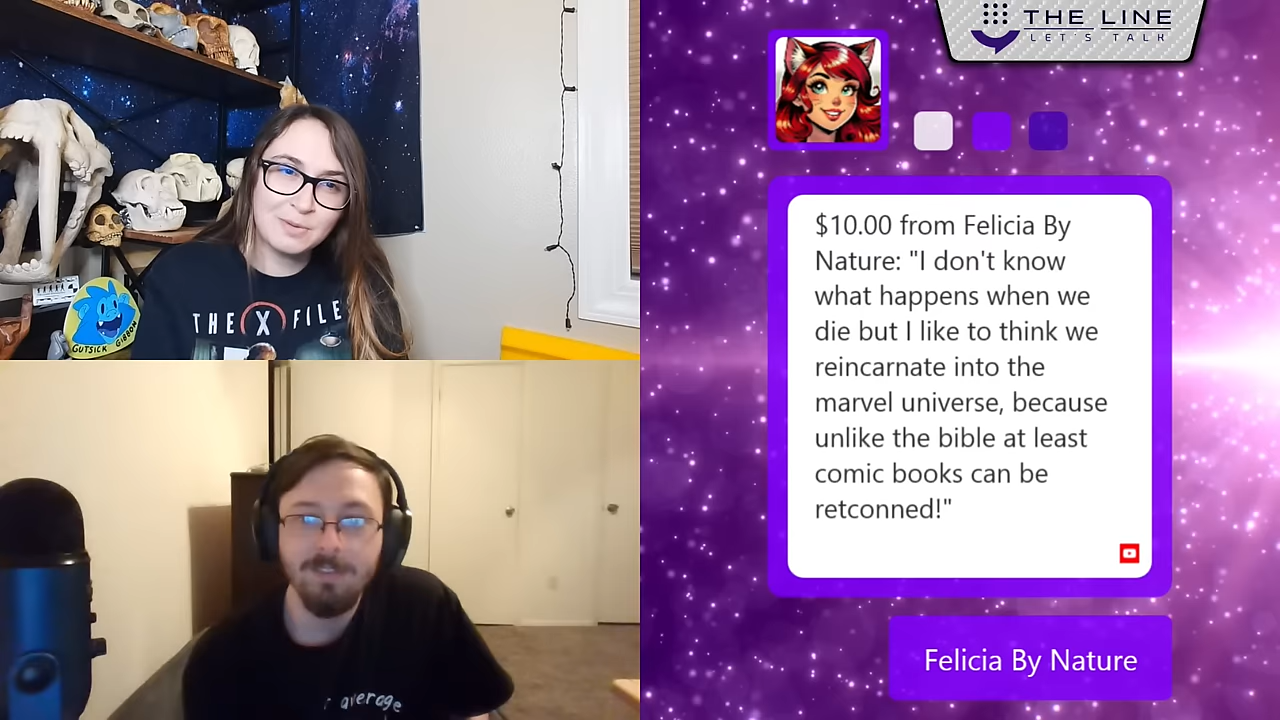 THE LINE
LET'S TALK
$10.00 from Felicia By
Nature: "I don't know
what happens when we
die but I like to think we
reincarnate into the
marvel universe, because
unlike the bible at least
comic books can be
retconned!"
Felicia By Nature
THE X FILE
GUTSICK GIBBON
average